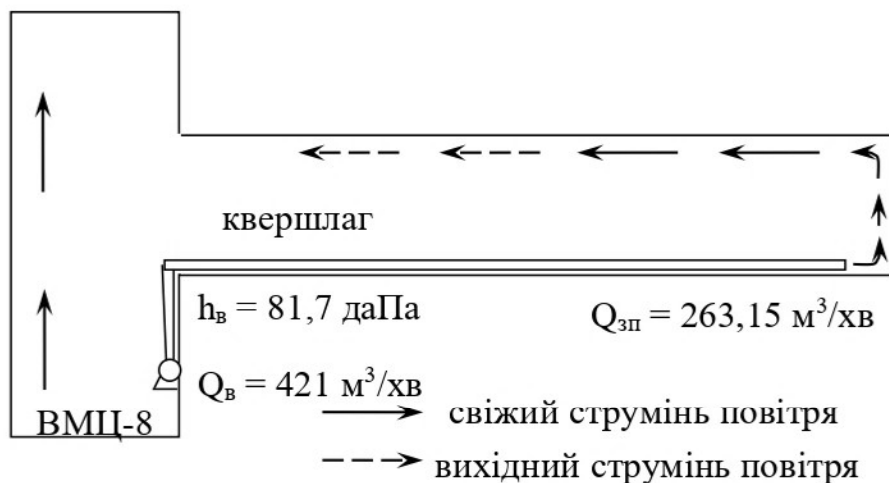 квершлаг
hв = 81,7 даПа
Qзп = 263,15 м³/хв
Qв = 421 м³/хв
ВМЦ-8
свіжий струмінь повітря
вихідний струмінь повітря